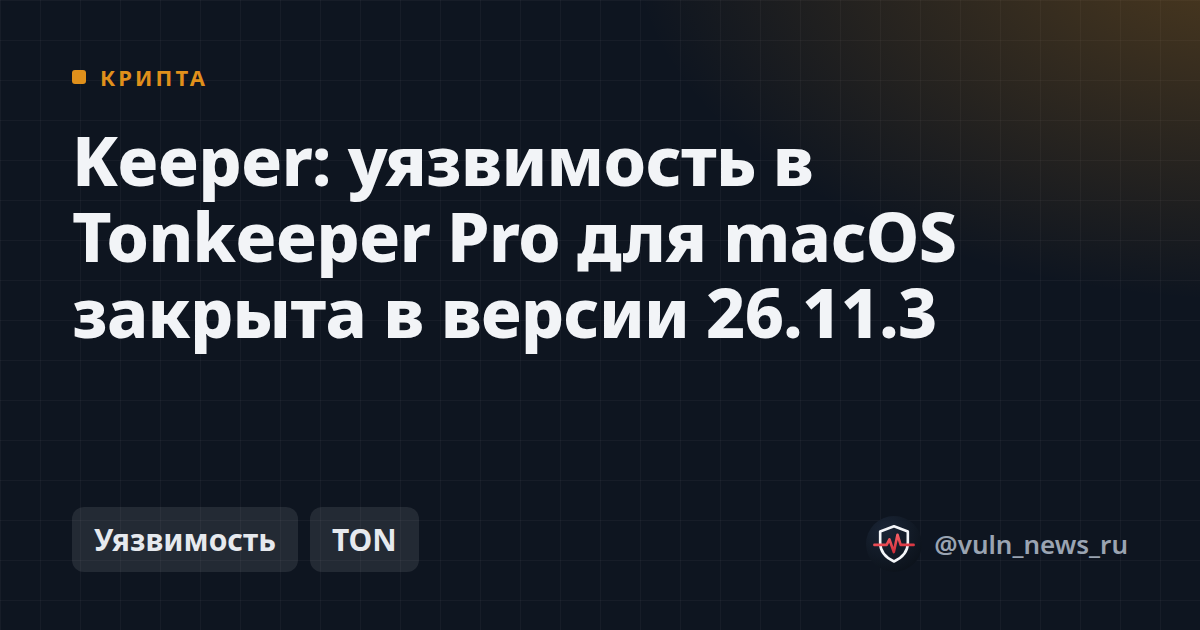 КРИПТА
Keeper: уязвимость в
Tonkeeper Pro для macOS
закрыта в версии 26.11.3
Уязвимость
TON
@vuln_news_ru